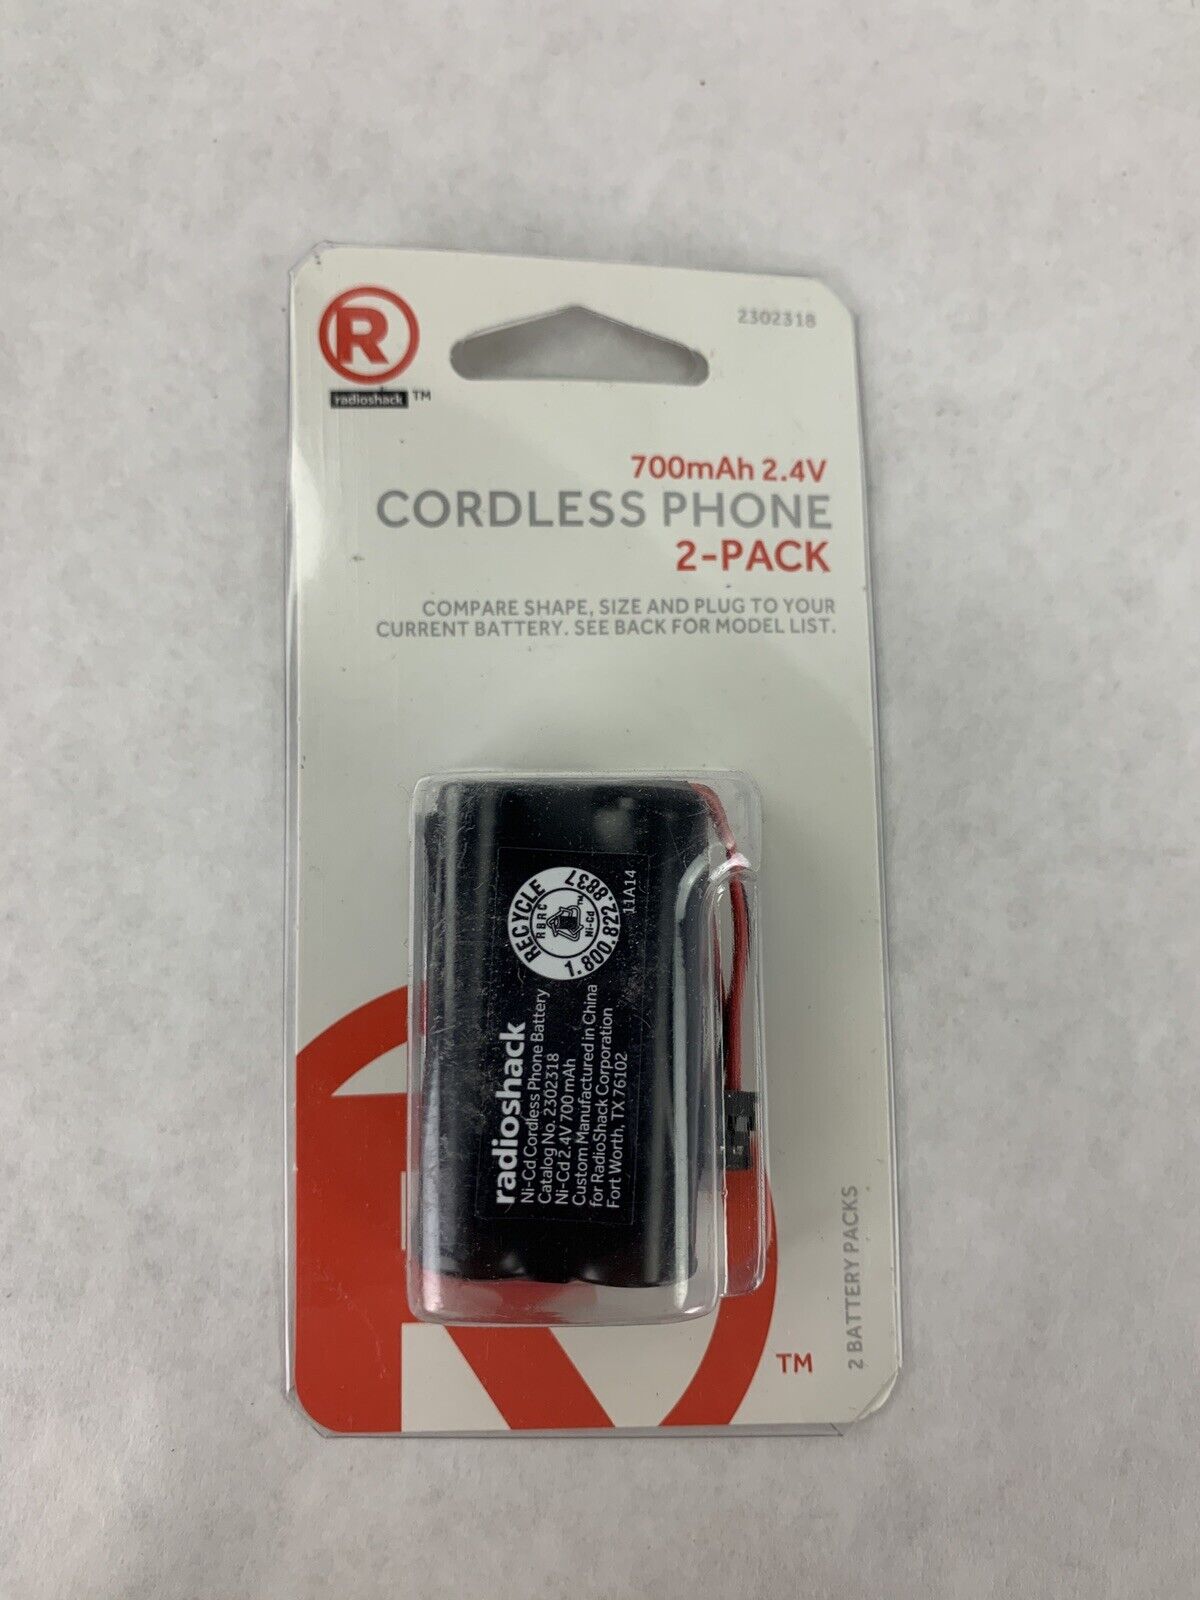 R
radioshack TM
2302318
700mAh 2.4V
CORDLESS PHONE
2-PACK
COMPARE SHAPE, SIZE AND PLUG TO YOUR
CURRENT BATTERY. SEE BACK FOR MODEL LIST.
RECYCLE
1.800.822.8837
RBRC
Ni-Cd
TM
11A14
radioshack
Ni-Cd Cordless Phone Battery
Catalog No. 2302318
Ni-Cd 2.4V 700 mAh
Custom Manufactured in China
for RadioShack Corporation
Fort Worth, TX 76102
2 BATTERY PACKS
TM